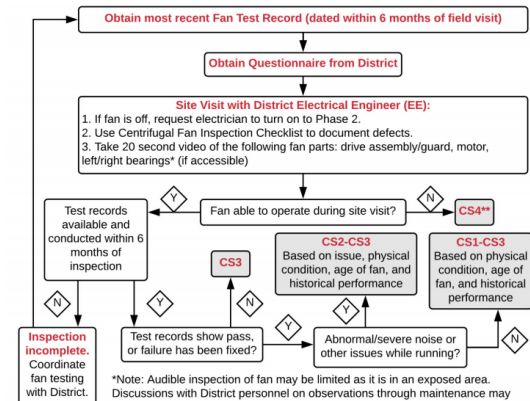 Obtain most recent Fan Test Record (dated within 6 months of field visit)
Obtain Questionnaire from District
Site Visit with District Electrical Engineer (EE):
1. If fan is off, request electrician to turn on to Phase 2.
2. Use Centrifugal Fan Inspection Checklist to document defects.
3. Take 20 second video of the following fan parts: drive assembly/guard, motor,
left/right bearings* (if accessible)
Fan able to operate during site visit?
Y
N
CS4**
Test records
available and
conducted within 6
months of
inspection
CS3
CS2-CS3
Based on issue, physical
condition, age of fan, and
historical performance
CS1-CS3
Based on physical
condition, age of
fan, and historical
performance
N
Y
N
Y
N
Inspection
incomplete.
Coordinate
fan testing
with District.
Test records show pass,
or failure has been fixed?
Y
Abnormal/severe noise or
other issues while running?
*Note: Audible inspection of fan may be limited as it is in an exposed area.
Discussions with District personnel on observations through maintenance may